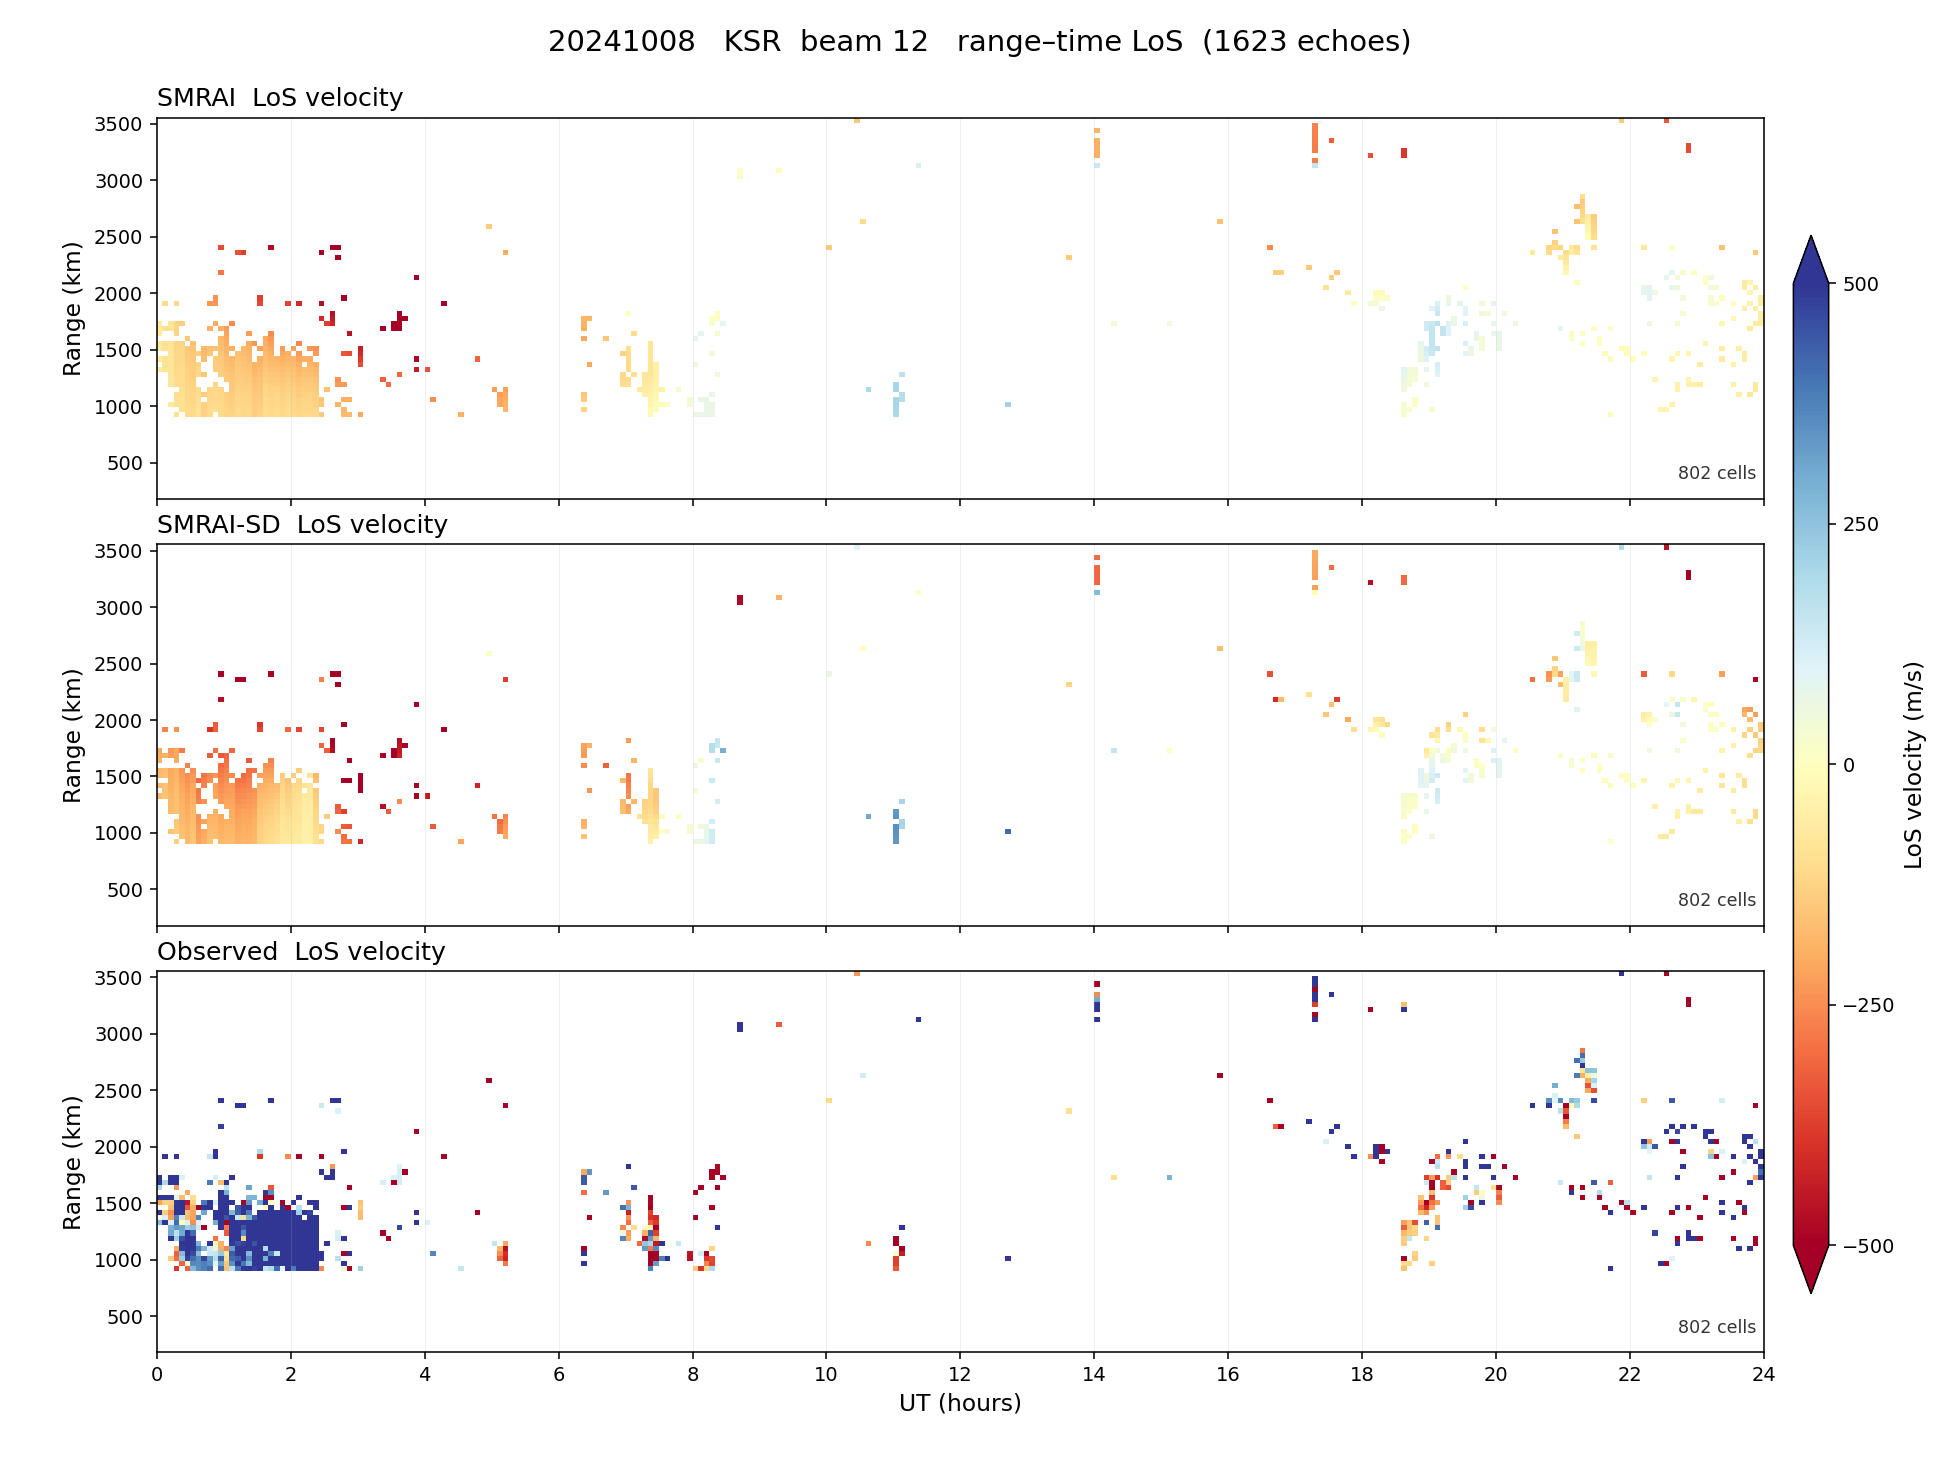 20241008   KSR  beam 12   range–time LoS  (1623 echoes)
SMRAI  LoS velocity
3500
3000
2500
2000
1500
1000
500
Range (km)
802 cells
SMRAI-SD  LoS velocity
3500
3000
2500
2000
1500
1000
500
Range (km)
802 cells
Observed  LoS velocity
3500
3000
2500
2000
1500
1000
500
Range (km)
802 cells
0 2 4 6 8 10 12 14 16 18 20 22 24
UT (hours)
500
250
0
−250
−500
LoS velocity (m/s)